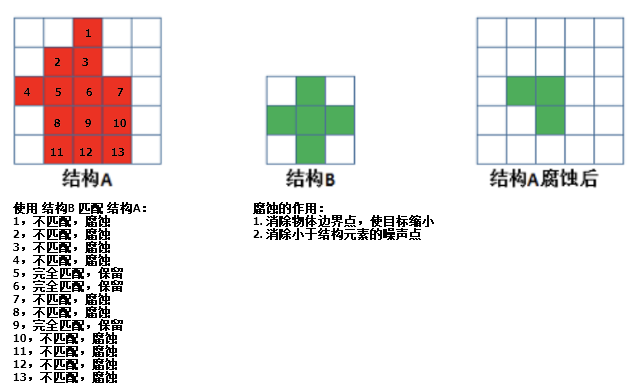 1
2 3
4 5 6 7
8 9 10
11 12 13
结构A
结构B
结构A腐蚀后
使用 结构B 匹配 结构A：
1，不匹配，腐蚀
2，不匹配，腐蚀
3，不匹配，腐蚀
4，不匹配，腐蚀
5，完全匹配，保留
6，完全匹配，保留
7，不匹配，腐蚀
8，不匹配，腐蚀
9，完全匹配，保留
10，不匹配，腐蚀
11，不匹配，腐蚀
12，不匹配，腐蚀
13，不匹配，腐蚀
腐蚀的作用：
1. 消除物体边界点，使目标缩小
2. 消除小于结构元素的噪声点